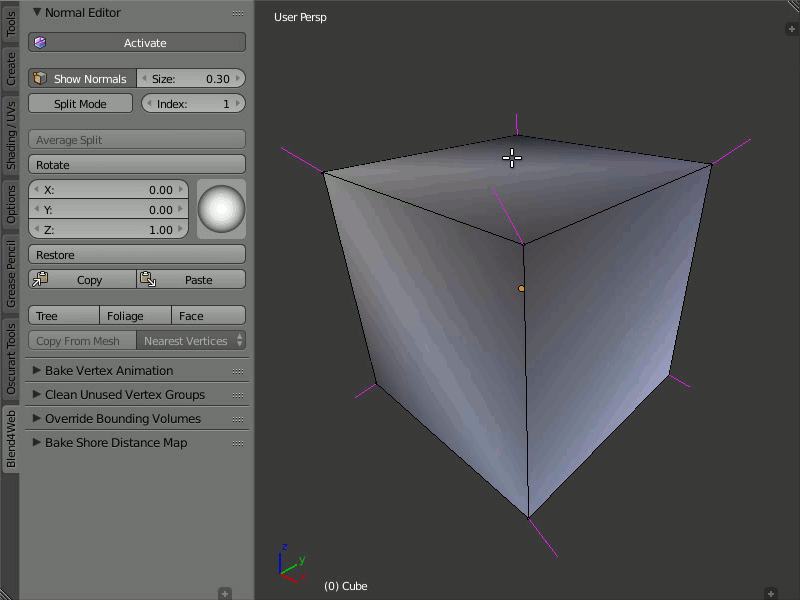 Tools
Create
Shading / UVs
Options
Grease Pencil
Oscurart Tools
Blend4Web
Normal Editor
Activate
Show Normals Size: 0.30
Split Mode Index: 1
Average Split
Rotate
X: 0.00
Y: 0.00
Z: 1.00
Restore
Copy Paste
Tree Foliage Face
Copy From Mesh Nearest Vertices
Bake Vertex Animation
Clean Unused Vertex Groups
Override Bounding Volumes
Bake Shore Distance Map
User Persp
z
y
x
(0) Cube